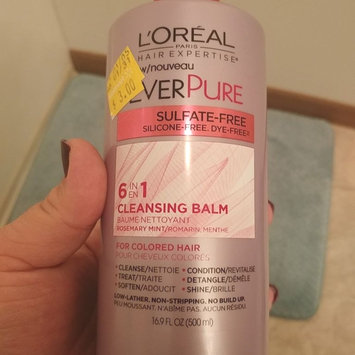 L'ORÉAL
PARIS
HAIR EXPERTISE
w/nouveau
EVERPURE
SULFATE-FREE
SILICONE-FREE. DYE-FREE
6 IN EN 1
CLEANSING BALM
BAUME NETTOYANT
ROSEMARY MINT/ROMARIN, MENTHE
FOR COLORED HAIR
POUR CHEVEUX COLORÉS
• CLEANSE/NETTOIE • CONDITION/REVITALISE
• TREAT/TRAITE • DETANGLE/DÉMÊLE
• SOFTEN/ADOUCIT • SHINE/BRILLE
LOW-LATHER. NON-STRIPPING. NO BUILD UP.
PEU MOUSSANT. N'ABÎME PAS. AUCUN RÉSIDU.
16.9 FL OZ (500 ml)